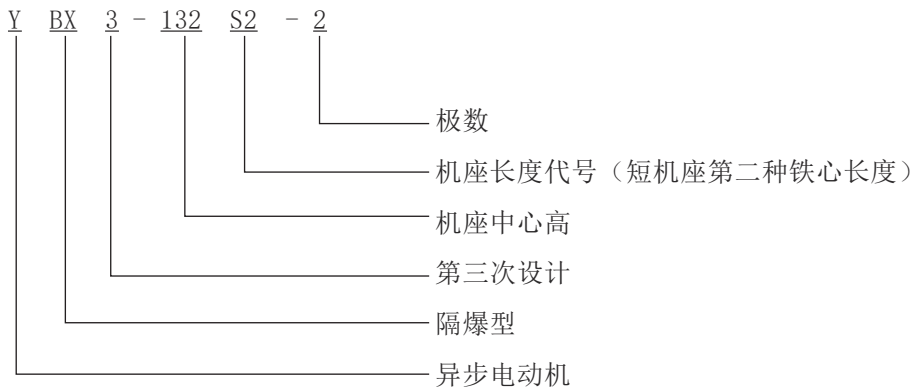 Y BX 3 - 132 S2 - 2
极数
机座长度代号（短机座第二种铁心长度）
机座中心高
第三次设计
隔爆型
异步电动机